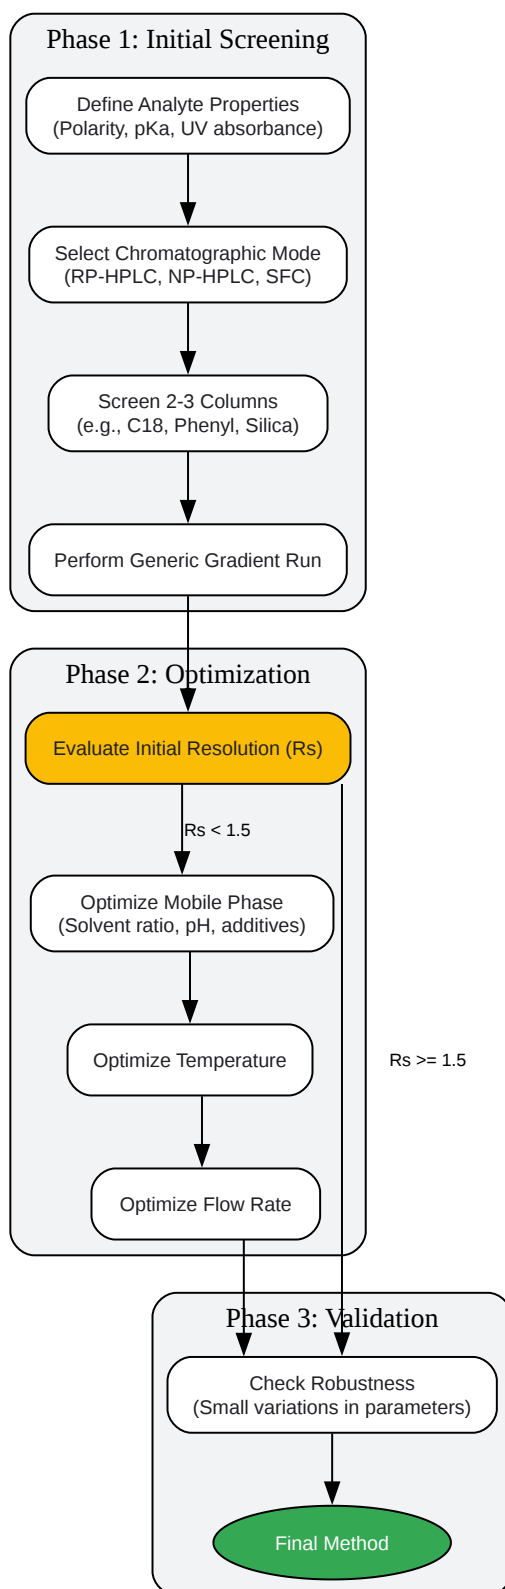 Phase 1: Initial Screening
Define Analyte Properties
(Polarity, pKa, UV absorbance)
Select Chromatographic Mode
(RP-HPLC, NP-HPLC, SFC)
Screen 2-3 Columns
(e.g., C18, Phenyl, Silica)
Perform Generic Gradient Run
Phase 2: Optimization
Evaluate Initial Resolution (Rs)
Rs < 1.5
Optimize Mobile Phase
(Solvent ratio, pH, additives)
Optimize Temperature
Rs >= 1.5
Optimize Flow Rate
Phase 3: Validation
Check Robustness
(Small variations in parameters)
Final Method